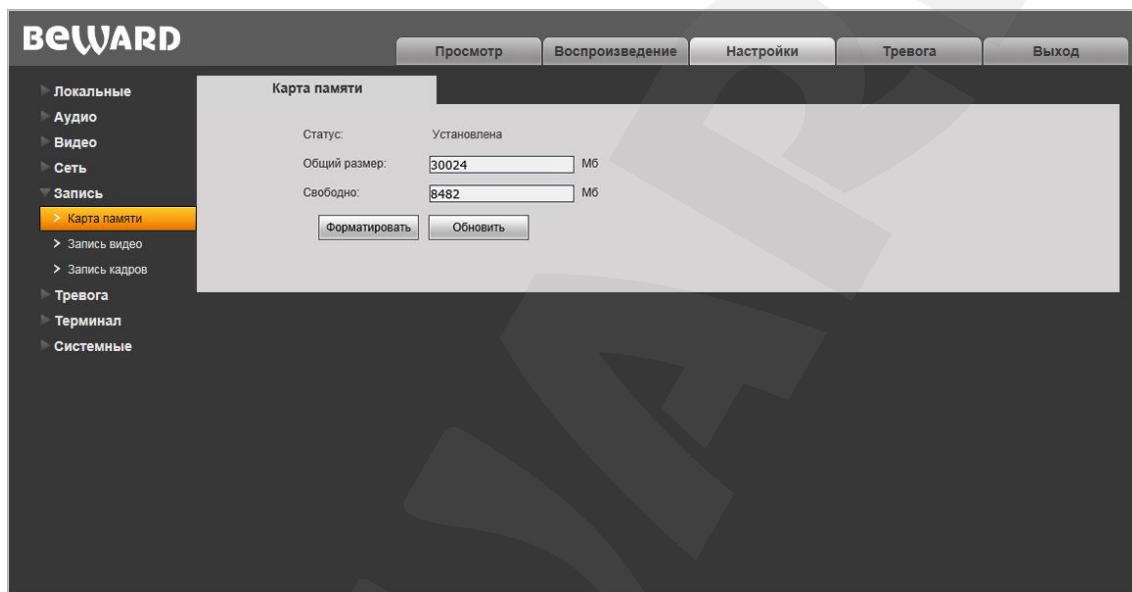 BEWARD
Просмотр Воспроизведение Настройки Тревога Выход
Локальные
Аудио
Видео
Сеть
Запись
Карта памяти
Запись видео
Запись кадров
Тревога
Терминал
Системные
Карта памяти
Статус: Установлена
Общий размер: 30024 Мб
Свободно: 8482 Мб
Форматировать Обновить